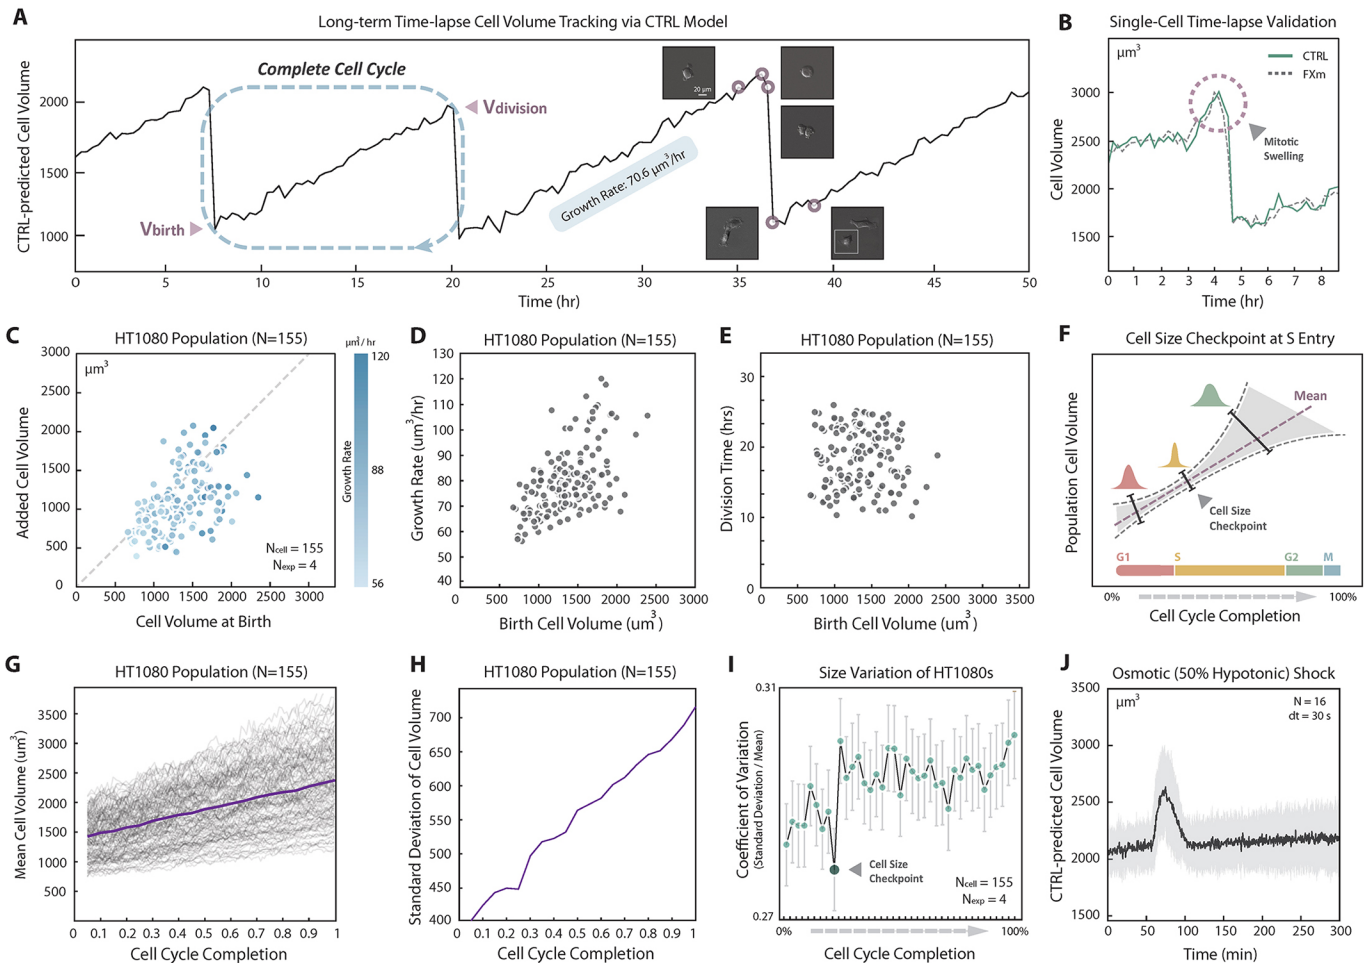 A
Long-term Time-lapse Cell Volume Tracking via CTRL Model
CTRL-predicted Cell Volume
2000
1500
1000
Complete Cell Cycle
Vdivision
Vbirth
Growth Rate: 70.6 μm³/hr
20 μm
0
5
10
15
20
25
30
35
40
45
50
Time (hr)
B
Single-Cell Time-lapse Validation
μm³
CTRL
FXm
Cell Volume
3000
2500
2000
1500
Mitotic
Swelling
0
1
2
3
4
5
6
7
8
Time (hr)
C
HT1080 Population (N=155)
μm³
Added Cell Volume
3000
2500
2000
1500
1000
500
0
Ncell = 155
Nexp = 4
0
500
1000
1500
2000
2500
3000
Cell Volume at Birth
μm³/ hr
120
88
56
Growth Rate
D
HT1080 Population (N=155)
Growth Rate (um³/hr)
130
120
110
100
90
80
70
60
50
40
0
500
1000
1500
2000
2500
3000
Birth Cell Volume (um³)
E
HT1080 Population (N=155)
Division Time (hrs)
30
20
10
0
0
500
1000
1500
2000
2500
3000
3500
Birth Cell Volume (um³)
F
Cell Size Checkpoint at S Entry
Population Cell Volume
Mean
Cell Size
Checkpoint
G1
S
G2
M
0%
100%
Cell Cycle Completion
G
HT1080 Population (N=155)
Mean Cell Volume (um³)
3500
3000
2500
2000
1500
1000
500
0
0.1
0.2
0.3
0.4
0.5
0.6
0.7
0.8
0.9
1
Cell Cycle Completion
H
HT1080 Population (N=155)
Standard Deviation of Cell Volume
700
650
600
550
500
450
400
0
0.1
0.2
0.3
0.4
0.5
0.6
0.7
0.8
0.9
1
Cell Cycle Completion
I
Size Variation of HT1080s
Coefficient of Variation
(Standard Deviation / Mean)
0.31
0.27
Cell Size
Checkpoint
Ncell = 155
Nexp = 4
0%
100%
Cell Cycle Completion
J
Osmotic (50% Hypotonic) Shock
μm³
N = 16
dt = 30 s
CTRL-predicted Cell Volume
3500
3000
2500
2000
1500
0
50
100
150
200
250
300
Time (min)